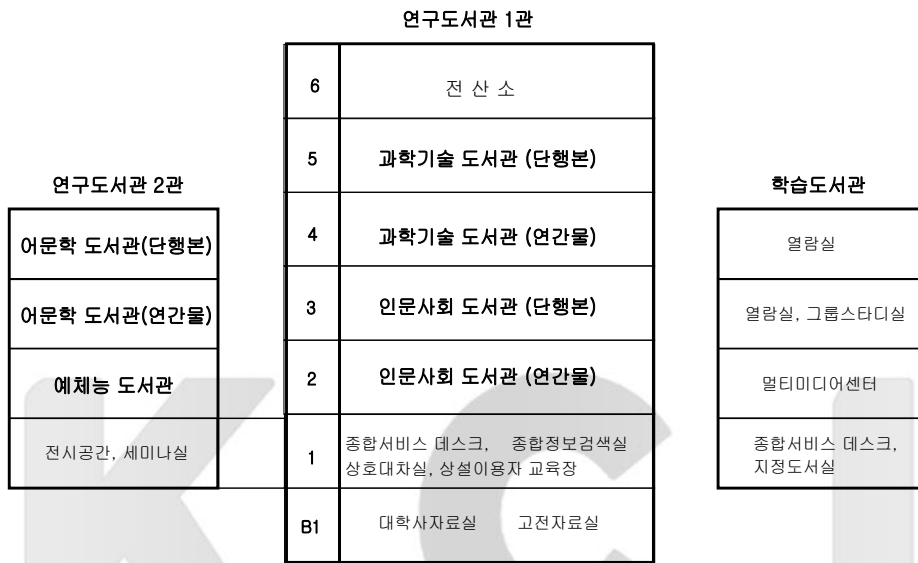 연구도서관 1관
6
전 산 소
5
과학기술 도서관 (단행본)
4
과학기술 도서관 (연간물)
3
인문사회 도서관 (단행본)
2
인문사회 도서관 (연간물)
1
종합서비스 데스크, 종합정보검색실
상호대차실, 상설이용자 교육장
B1
대학사자료실 고전자료실
연구도서관 2관
어문학 도서관(단행본)
어문학 도서관(연간물)
예체능 도서관
전시공간, 세미나실
학습도서관
열람실
열람실, 그룹스타디실
멀티미디어센터
종합서비스 데스크,
지정도서실